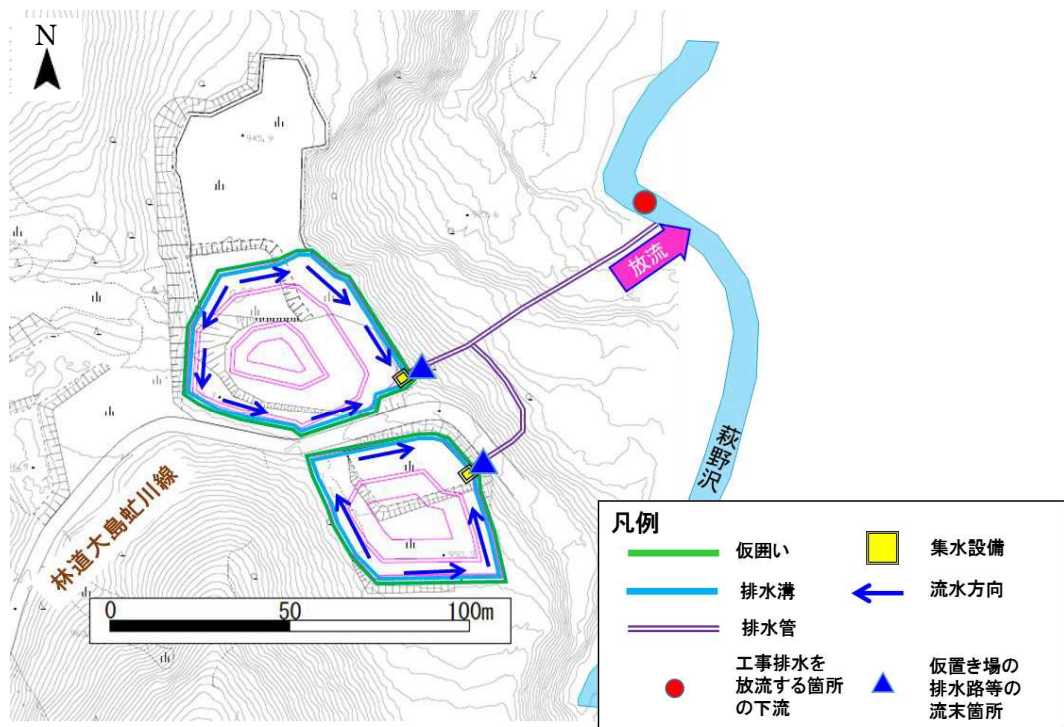 N
945.9
放流
萩野沢
林道大島虻川線
0 50 100m
凡例
仮囲い
集水設備
排水溝
流水方向
排水管
工事排水を
放流する箇所
の下流
仮置き場の
排水路等の
流末箇所